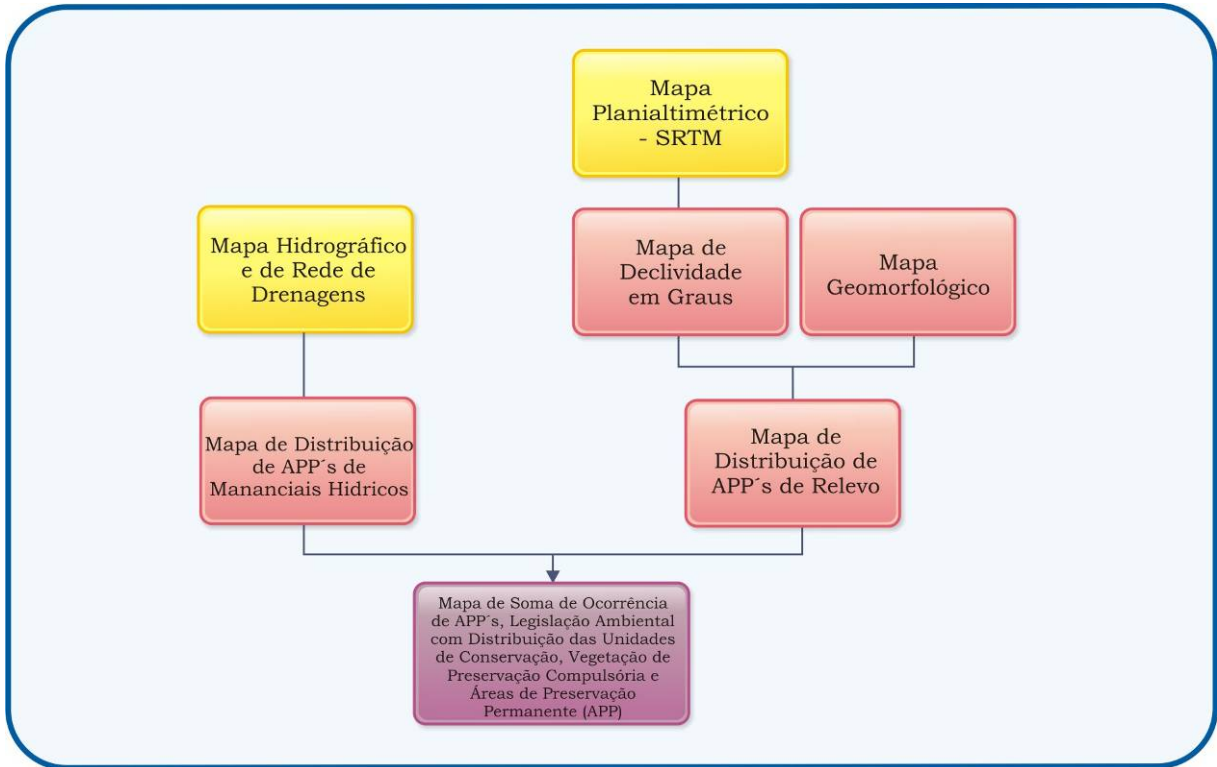 Mapa
Planialtimétrico
- SRTM
Mapa Hidrográfico
e de Rede de
Drenagens
Mapa de
Declividade
em Graus
Mapa
Geomorfológico
Mapa de Distribuição
de APP´s de
Mananciais Hidricos
Mapa de
Distribuição de
APP´s de Relevo
Mapa de Soma de Ocorrência
de APP´s, Legislação Ambiental
com Distribuição das Unidades
de Conservação, Vegetação de
Preservação Compulsória e
Áreas de Preservação
Permanente (APP)